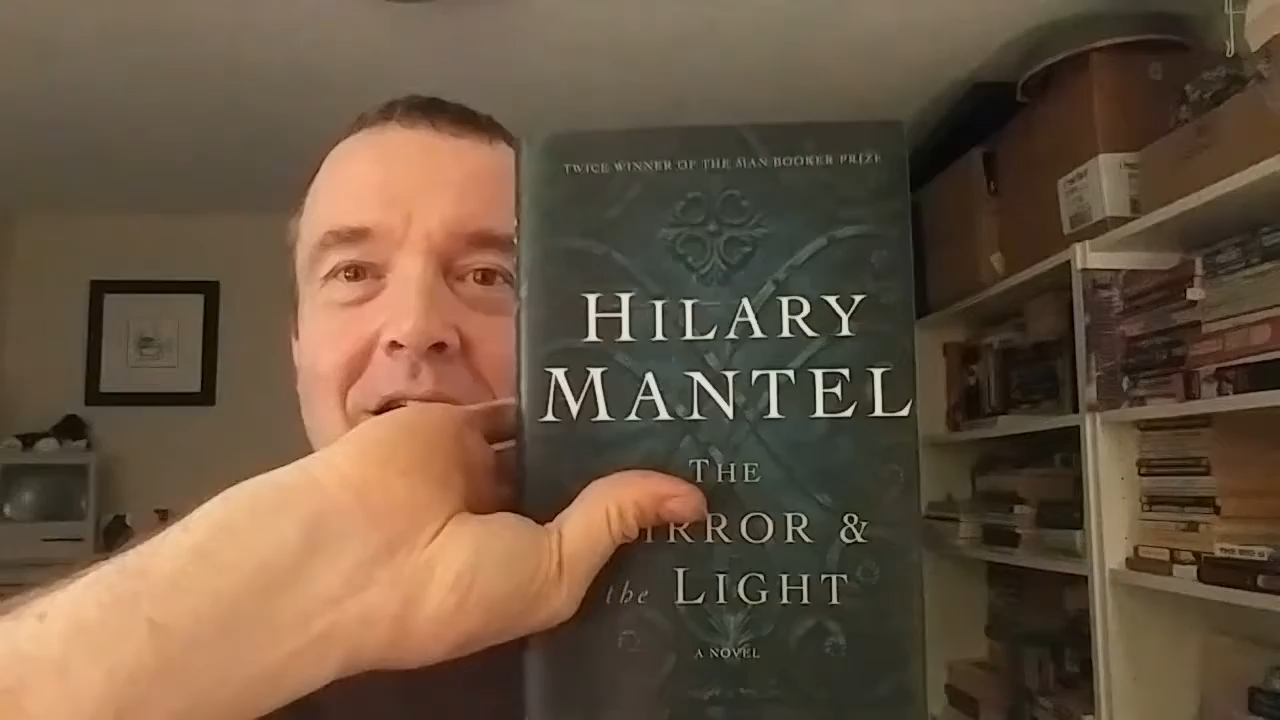 TWICE WINNER OF THE MAN BOOKER PRIZE
HILARY
MANTEL
THE
IRROR &
the LIGHT
A NOVEL